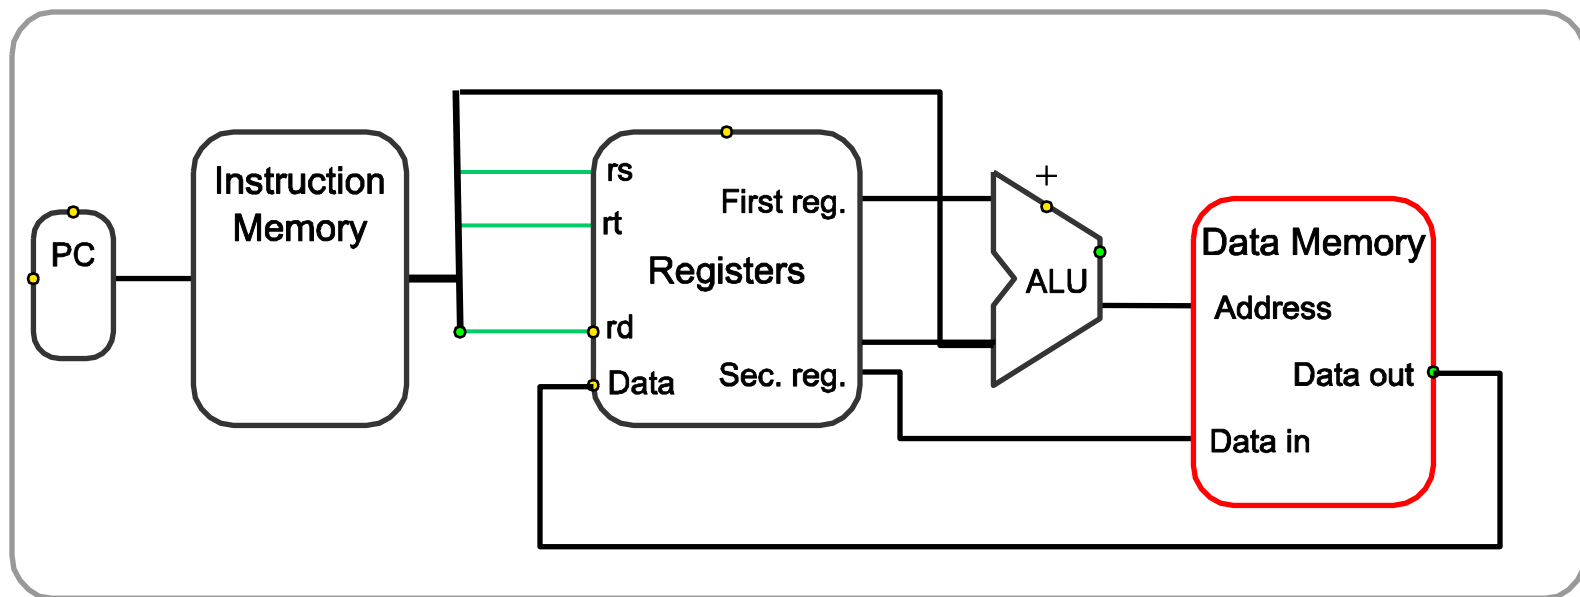 PC
Instruction
Memory
rs
rt
rd
Data
Registers
First reg.
Sec. reg.
+
ALU
Data Memory
Address
Data out
Data in